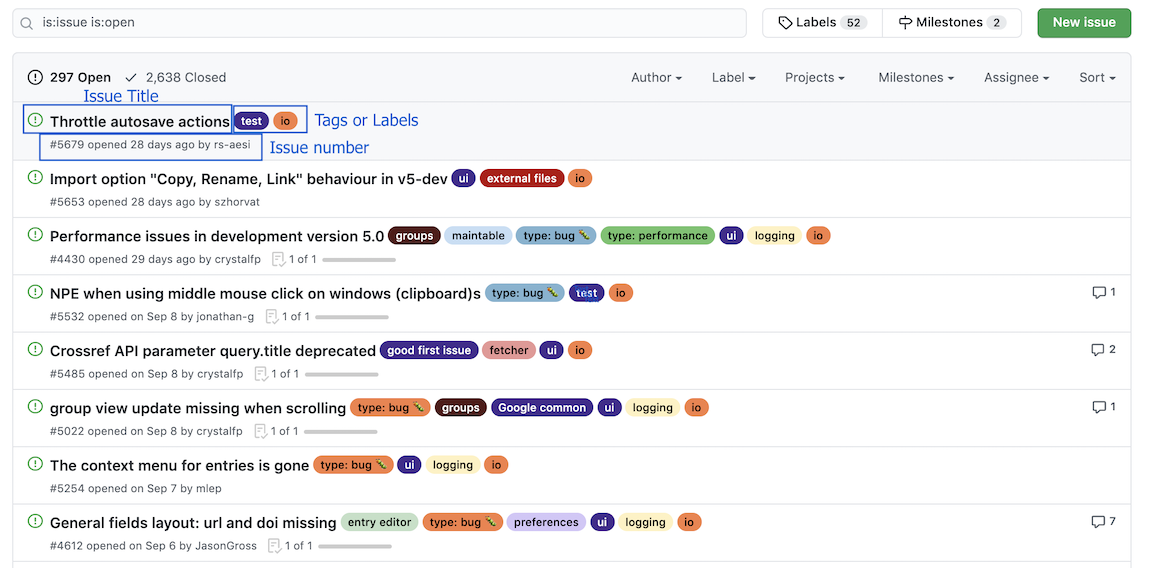 is:issue is:open
Labels 52 Milestones 2 New issue
297 Open 2,638 Closed Author Label Projects Milestones Assignee Sort
Issue Title
Throttle autosave actions test io Tags or Labels
#5679 opened 28 days ago by rs-aesi Issue number
Import option "Copy, Rename, Link" behaviour in v5-dev ui external files io
#5653 opened 28 days ago by szhorvat
Performance issues in development version 5.0 groups maintable type: bug type: performance ui logging io
#4430 opened 29 days ago by crystalfp 1 of 1
NPE when using middle mouse click on windows (clipboard)s type: bug test io 1
#5532 opened on Sep 8 by jonathan-g 1 of 1
Crossref API parameter query.title deprecated good first issue fetcher ui io 2
#5485 opened on Sep 8 by crystalfp 1 of 1
group view update missing when scrolling type: bug groups Google common ui logging io 1
#5022 opened on Sep 8 by crystalfp 1 of 1
The context menu for entries is gone type: bug ui logging io
#5254 opened on Sep 7 by mlep
General fields layout: url and doi missing entry editor type: bug preferences ui logging io 7
#4612 opened on Sep 6 by JasonGross 1 of 1